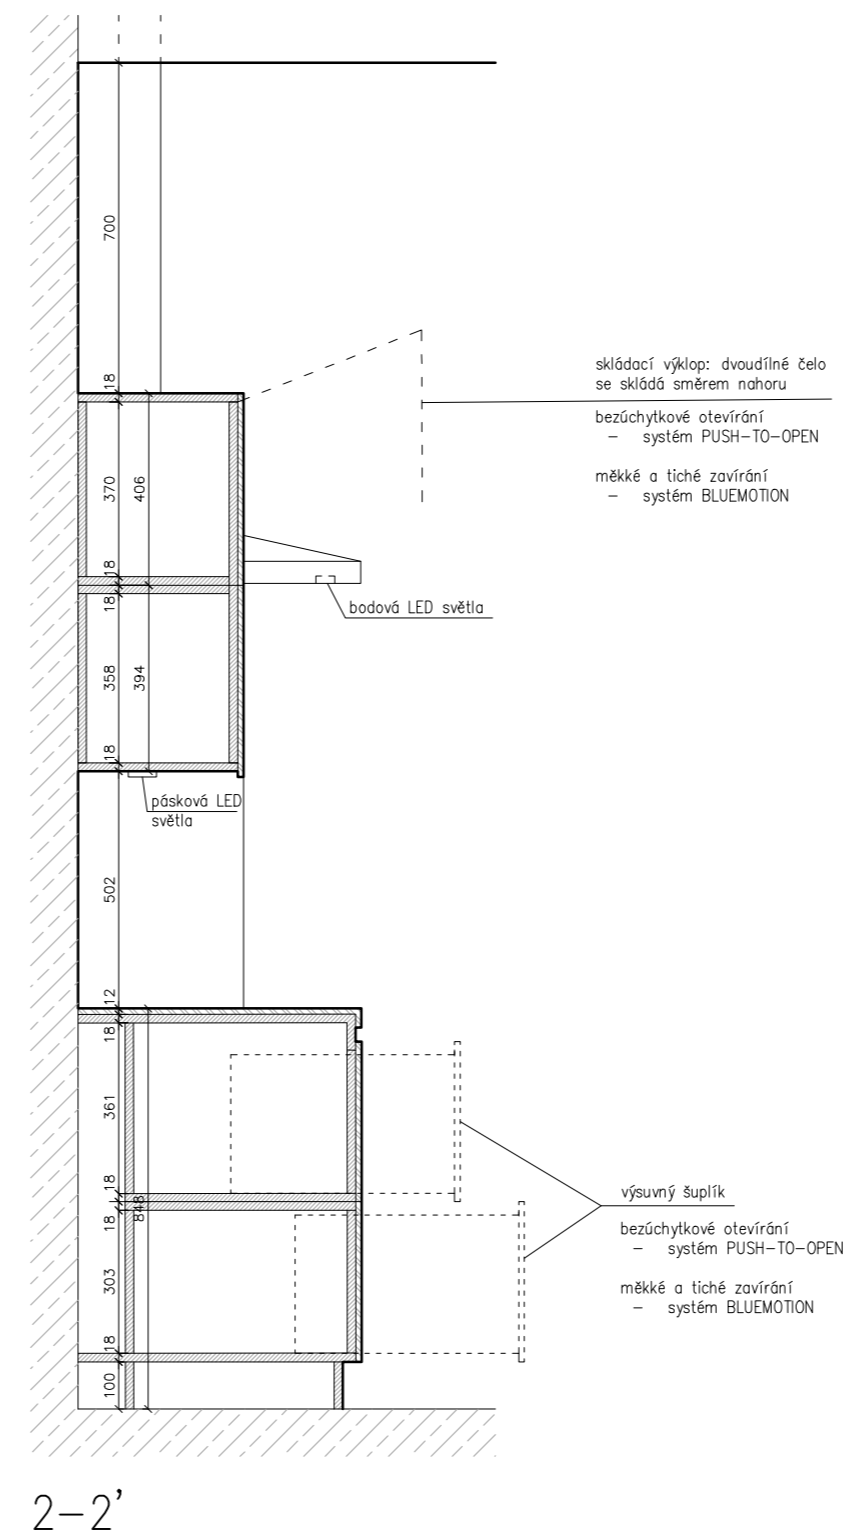 700
18
skládací výklop: dvoudílné čelo
se skládá směrem nahoru
bezúchytkové otevírání
– systém PUSH–TO–OPEN
měkké a tiché zavírání
– systém BLUEMOTION
370
406
18
18
bodová LED světla
358
394
18
pásková LED
světla
502
12
18
361
18
848
18
303
18
100
výsuvný šuplík
bezúchytkové otevírání
– systém PUSH–TO–OPEN
měkké a tiché zavírání
– systém BLUEMOTION
2–2'